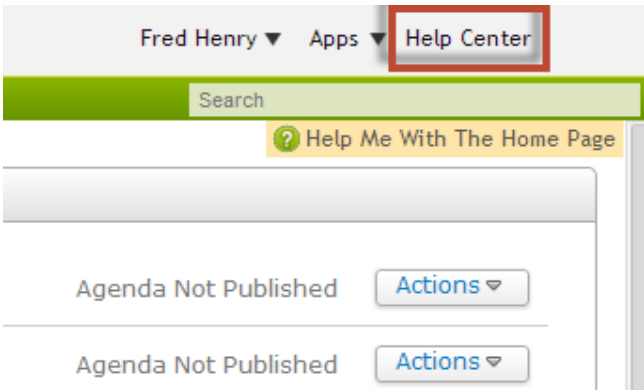 Fred Henry ▼ Apps ▼ Help Center
Search
? Help Me With The Home Page
Agenda Not Published Actions
Agenda Not Published Actions